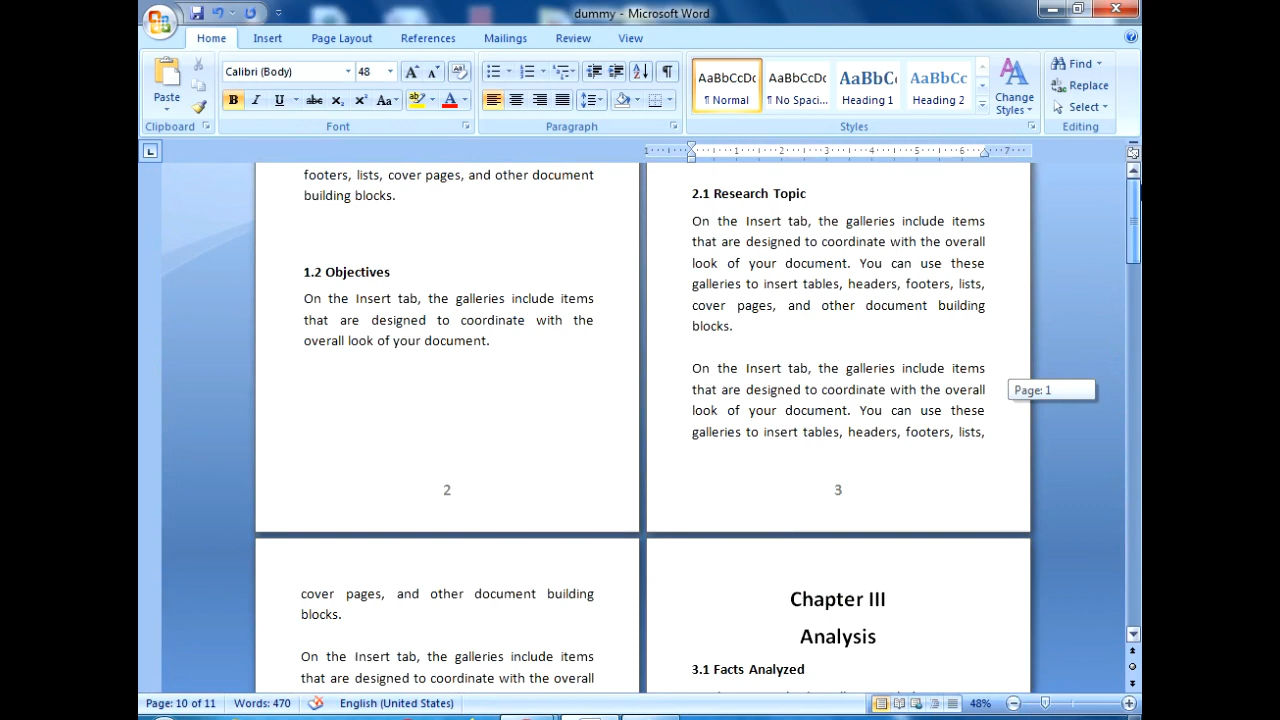 dummy - Microsoft Word
Home Insert Page Layout References Mailings Review View
Calibri (Body) 48
AaBbCcDc AaBbCcDc AaBbC AaBbCc
¶ Normal ¶ No Spaci... Heading 1 Heading 2
Paste
Change Styles
Find
Replace
Select
Clipboard Font Paragraph Styles Editing
footers, lists, cover pages, and other document
building blocks.
1.2 Objectives
On the Insert tab, the galleries include items
that are designed to coordinate with the
overall look of your document.
2
2.1 Research Topic
On the Insert tab, the galleries include items
that are designed to coordinate with the overall
look of your document. You can use these
galleries to insert tables, headers, footers, lists,
cover pages, and other document building
blocks.
On the Insert tab, the galleries include items
that are designed to coordinate with the overall
look of your document. You can use these
galleries to insert tables, headers, footers, lists,
3
Page: 1
cover pages, and other document building
blocks.
On the Insert tab, the galleries include items
that are designed to coordinate with the overall
Chapter III
Analysis
3.1 Facts Analyzed
Page: 10 of 11 Words: 470 English (United States) 48%